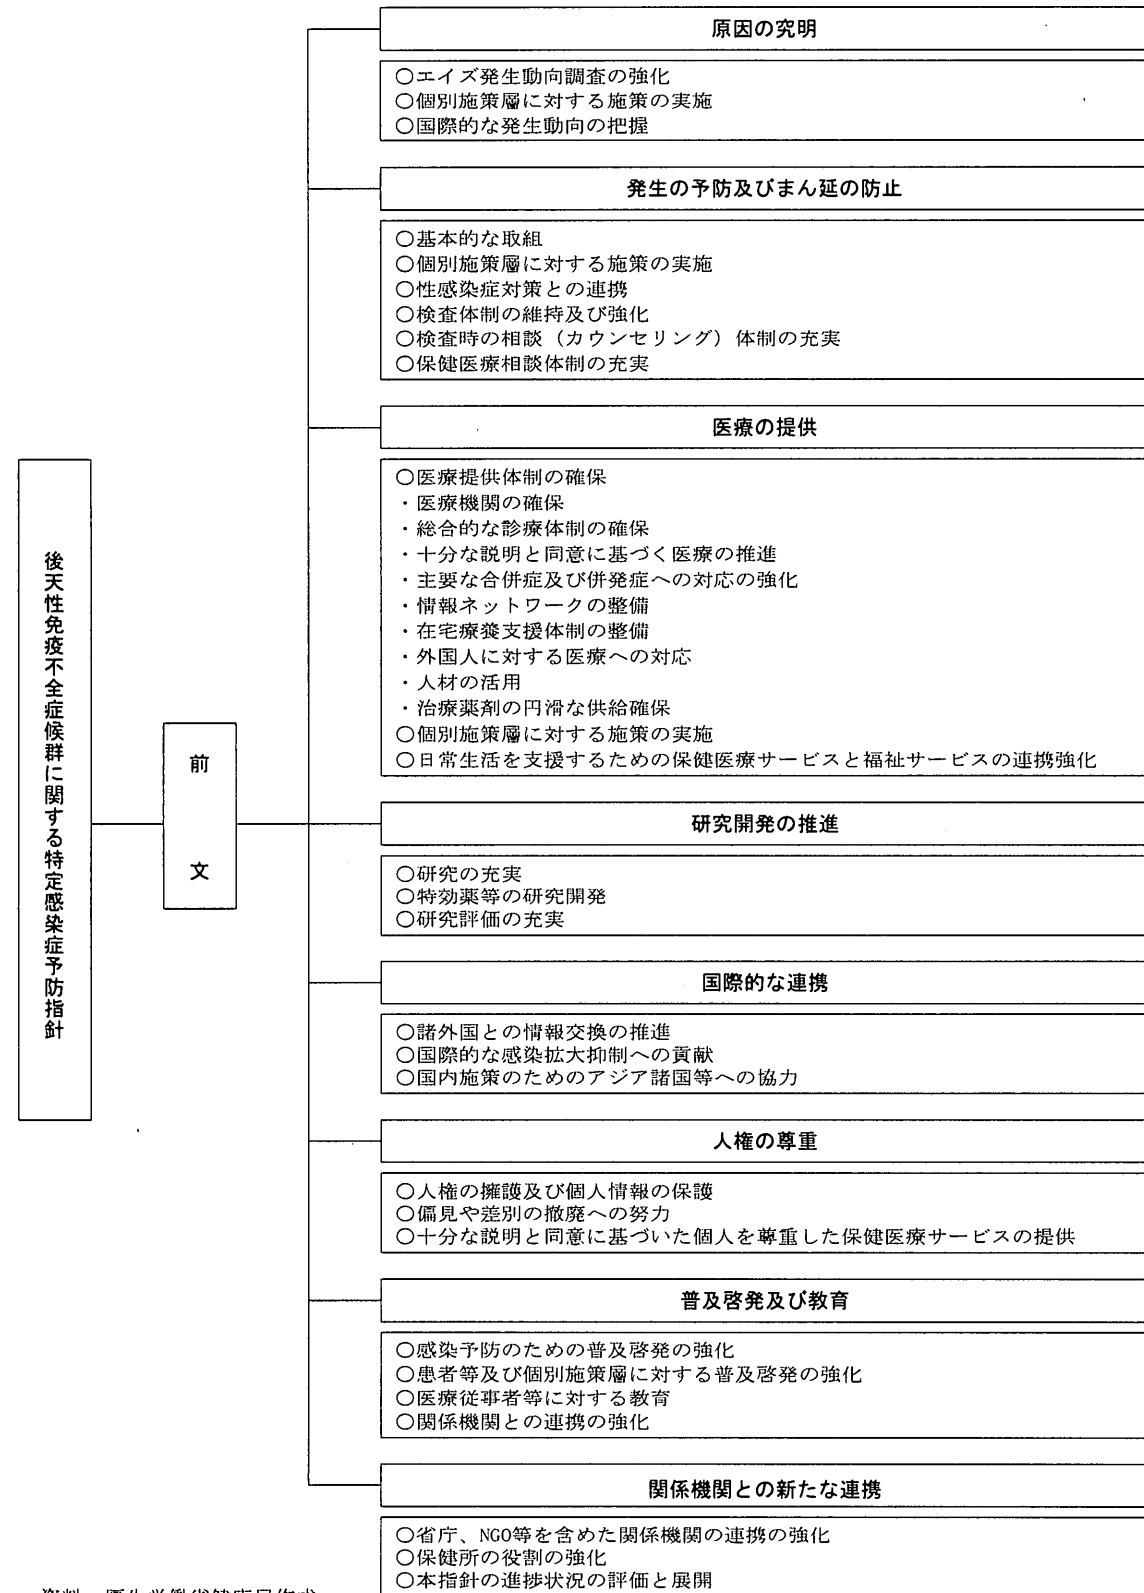 後天性免疫不全症候群に関する特定感染症予防指針
前文
原因の究明
○エイズ発生動向調査の強化
○個別施策層に対する施策の実施
○国際的な発生動向の把握
発生の予防及びまん延の防止
○基本的な取組
○個別施策層に対する施策の実施
○性感染症対策との連携
○検査体制の維持及び強化
○検査時の相談（カウンセリング）体制の充実
○保健医療相談体制の充実
医療の提供
○医療提供体制の確保
・医療機関の確保
・総合的な診療体制の確保
・十分な説明と同意に基づく医療の推進
・主要な合併症及び併発症への対応の強化
・情報ネットワークの整備
・在宅療養支援体制の整備
・外国人に対する医療への対応
・人材の活用
・治療薬剤の円滑な供給確保
○個別施策層に対する施策の実施
○日常生活を支援するための保健医療サービスと福祉サービスの連携強化
研究開発の推進
○研究の充実
○特効薬等の研究開発
○研究評価の充実
国際的な連携
○諸外国との情報交換の推進
○国際的な感染拡大抑制への貢献
○国内施策のためのアジア諸国等への協力
人権の尊重
○人権の擁護及び個人情報の保護
○偏見や差別の撤廃への努力
○十分な説明と同意に基づいた個人を尊重した保健医療サービスの提供
普及啓発及び教育
○感染予防のための普及啓発の強化
○患者等及び個別施策層に対する普及啓発の強化
○医療従事者等に対する教育
○関係機関との連携の強化
関係機関との新たな連携
○省庁、NGO等を含めた関係機関の連携の強化
○保健所の役割の強化
○本指針の進捗状況の評価と展開